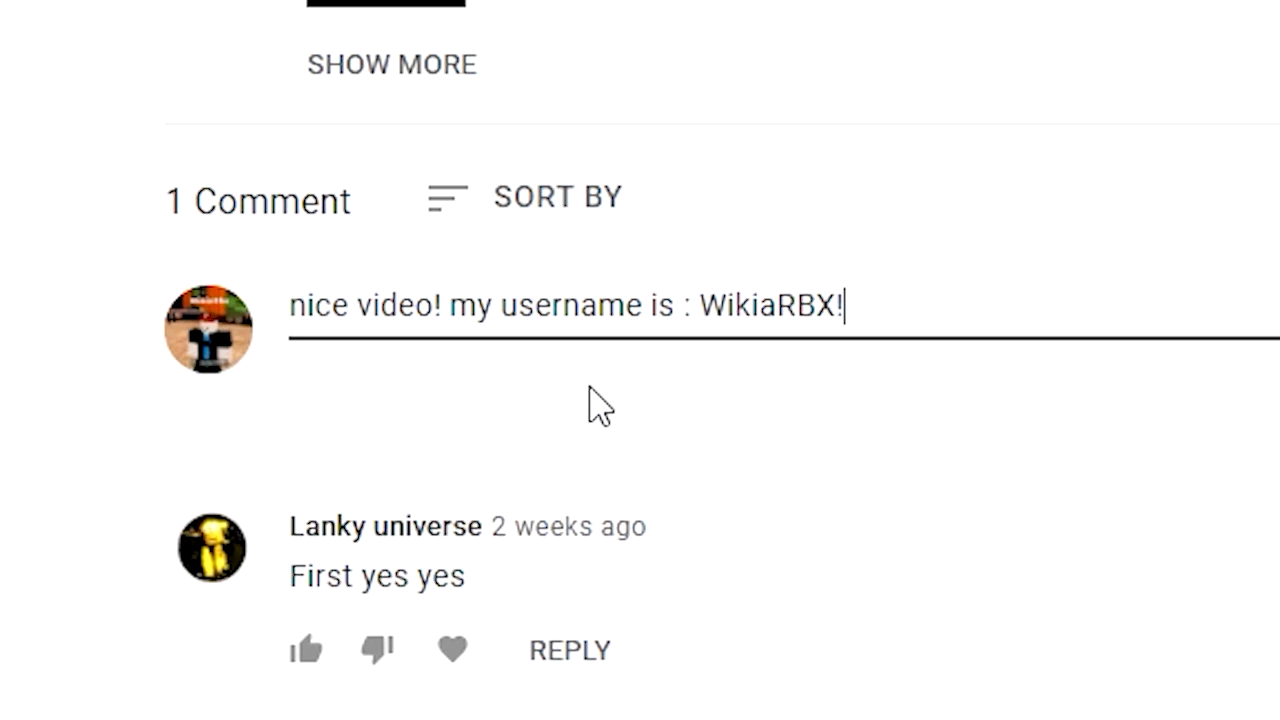 SHOW MORE
1 Comment
SORT BY
nice video! my username is : WikiaRBX!
Lanky universe 2 weeks ago
First yes yes
REPLY